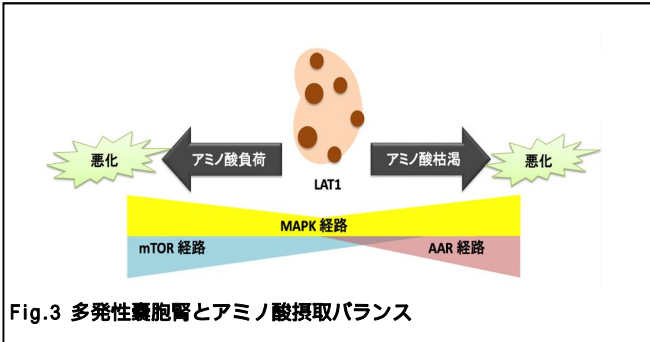 悪化
アミノ酸負荷
アミノ酸枯渇
悪化
LAT1
MAPK 経路
mTOR 経路
AAR 経路
Fig.3 多発性嚢胞腎とアミノ酸摂取バランス